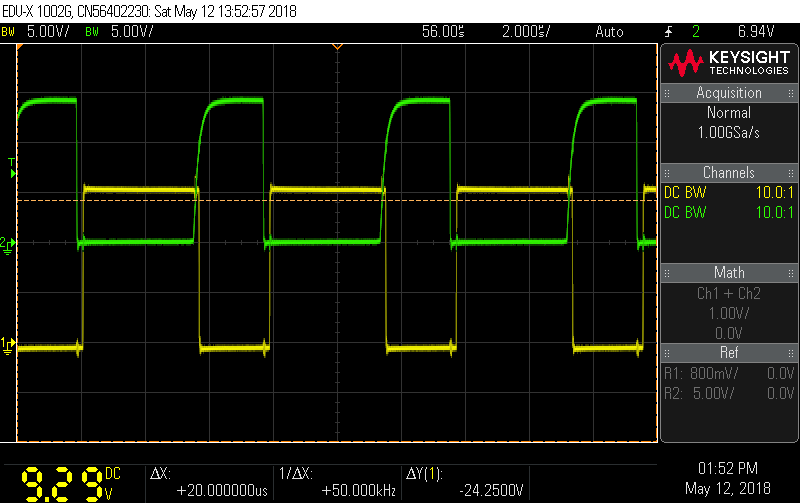 EDU-X 1002G, CN56402230: Sat May 12 13:52:57 2018
BW 5.00V/ BW 5.00V/ 56.00us 2.000s/ Auto 2 6.94V
KEYSIGHT
TECHNOLOGIES
Acquisition
Normal
1.00GSa/s
Channels
DC BW 10.0:1
DC BW 10.0:1
Math
Ch1 + Ch2
1.00V/
0.0V
Ref
R1: 800mV/ 0.0V
R2: 5.00V/ 0.0V
T
2
1
9.29 DC V
ΔX:
+20.000000us
1/ΔX:
+50.000kHz
ΔY(1):
-24.2500V
01:52 PM
May 12, 2018